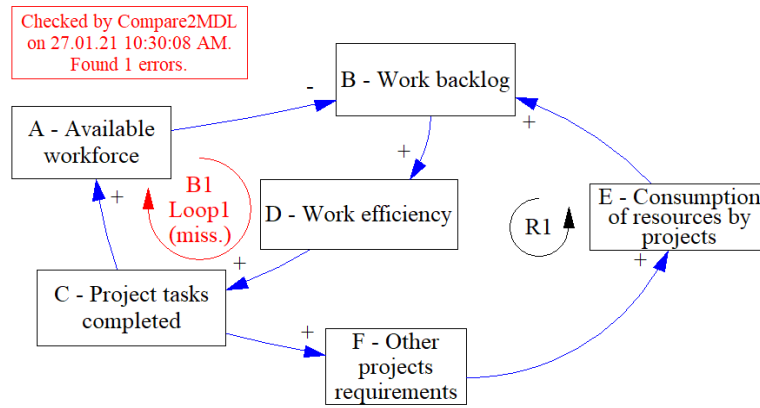 Checked by Compare2MDL
on 27.01.21 10:30:08 AM.
Found 1 errors.
-
B - Work backlog
+
A - Available
workforce
+
+
B1
Loop1
(miss.)
D - Work efficiency
R1
E - Consumption
of resources by
projects
+
+
C - Project tasks
completed
+
F - Other
projects
requirements